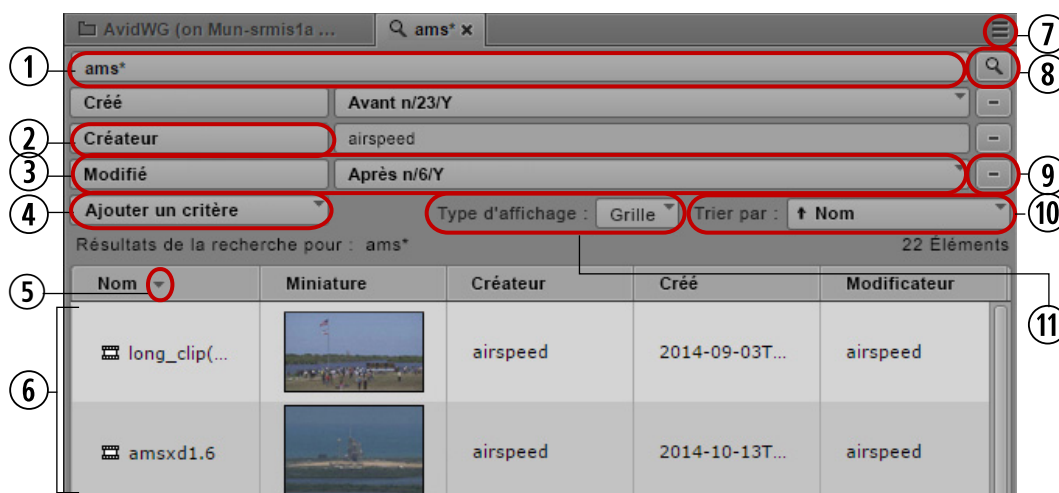 AvidWG (on Mun-srmis1a ... ams* x
7
1 ams* 8
Créé Avant n/23/Y -
2 Créateur airspeed -
3 Modifié Après n/6/Y - 9
4 Ajouter un critère Type d'affichage : Grille Trier par : Nom 10
Résultats de la recherche pour : ams* 22 Éléments
5 Nom Miniature Créateur Créé Modificateur
11
long_clip(... airspeed 2014-09-03T... airspeed
6
amsxd1.6 airspeed 2014-10-13T... airspeed